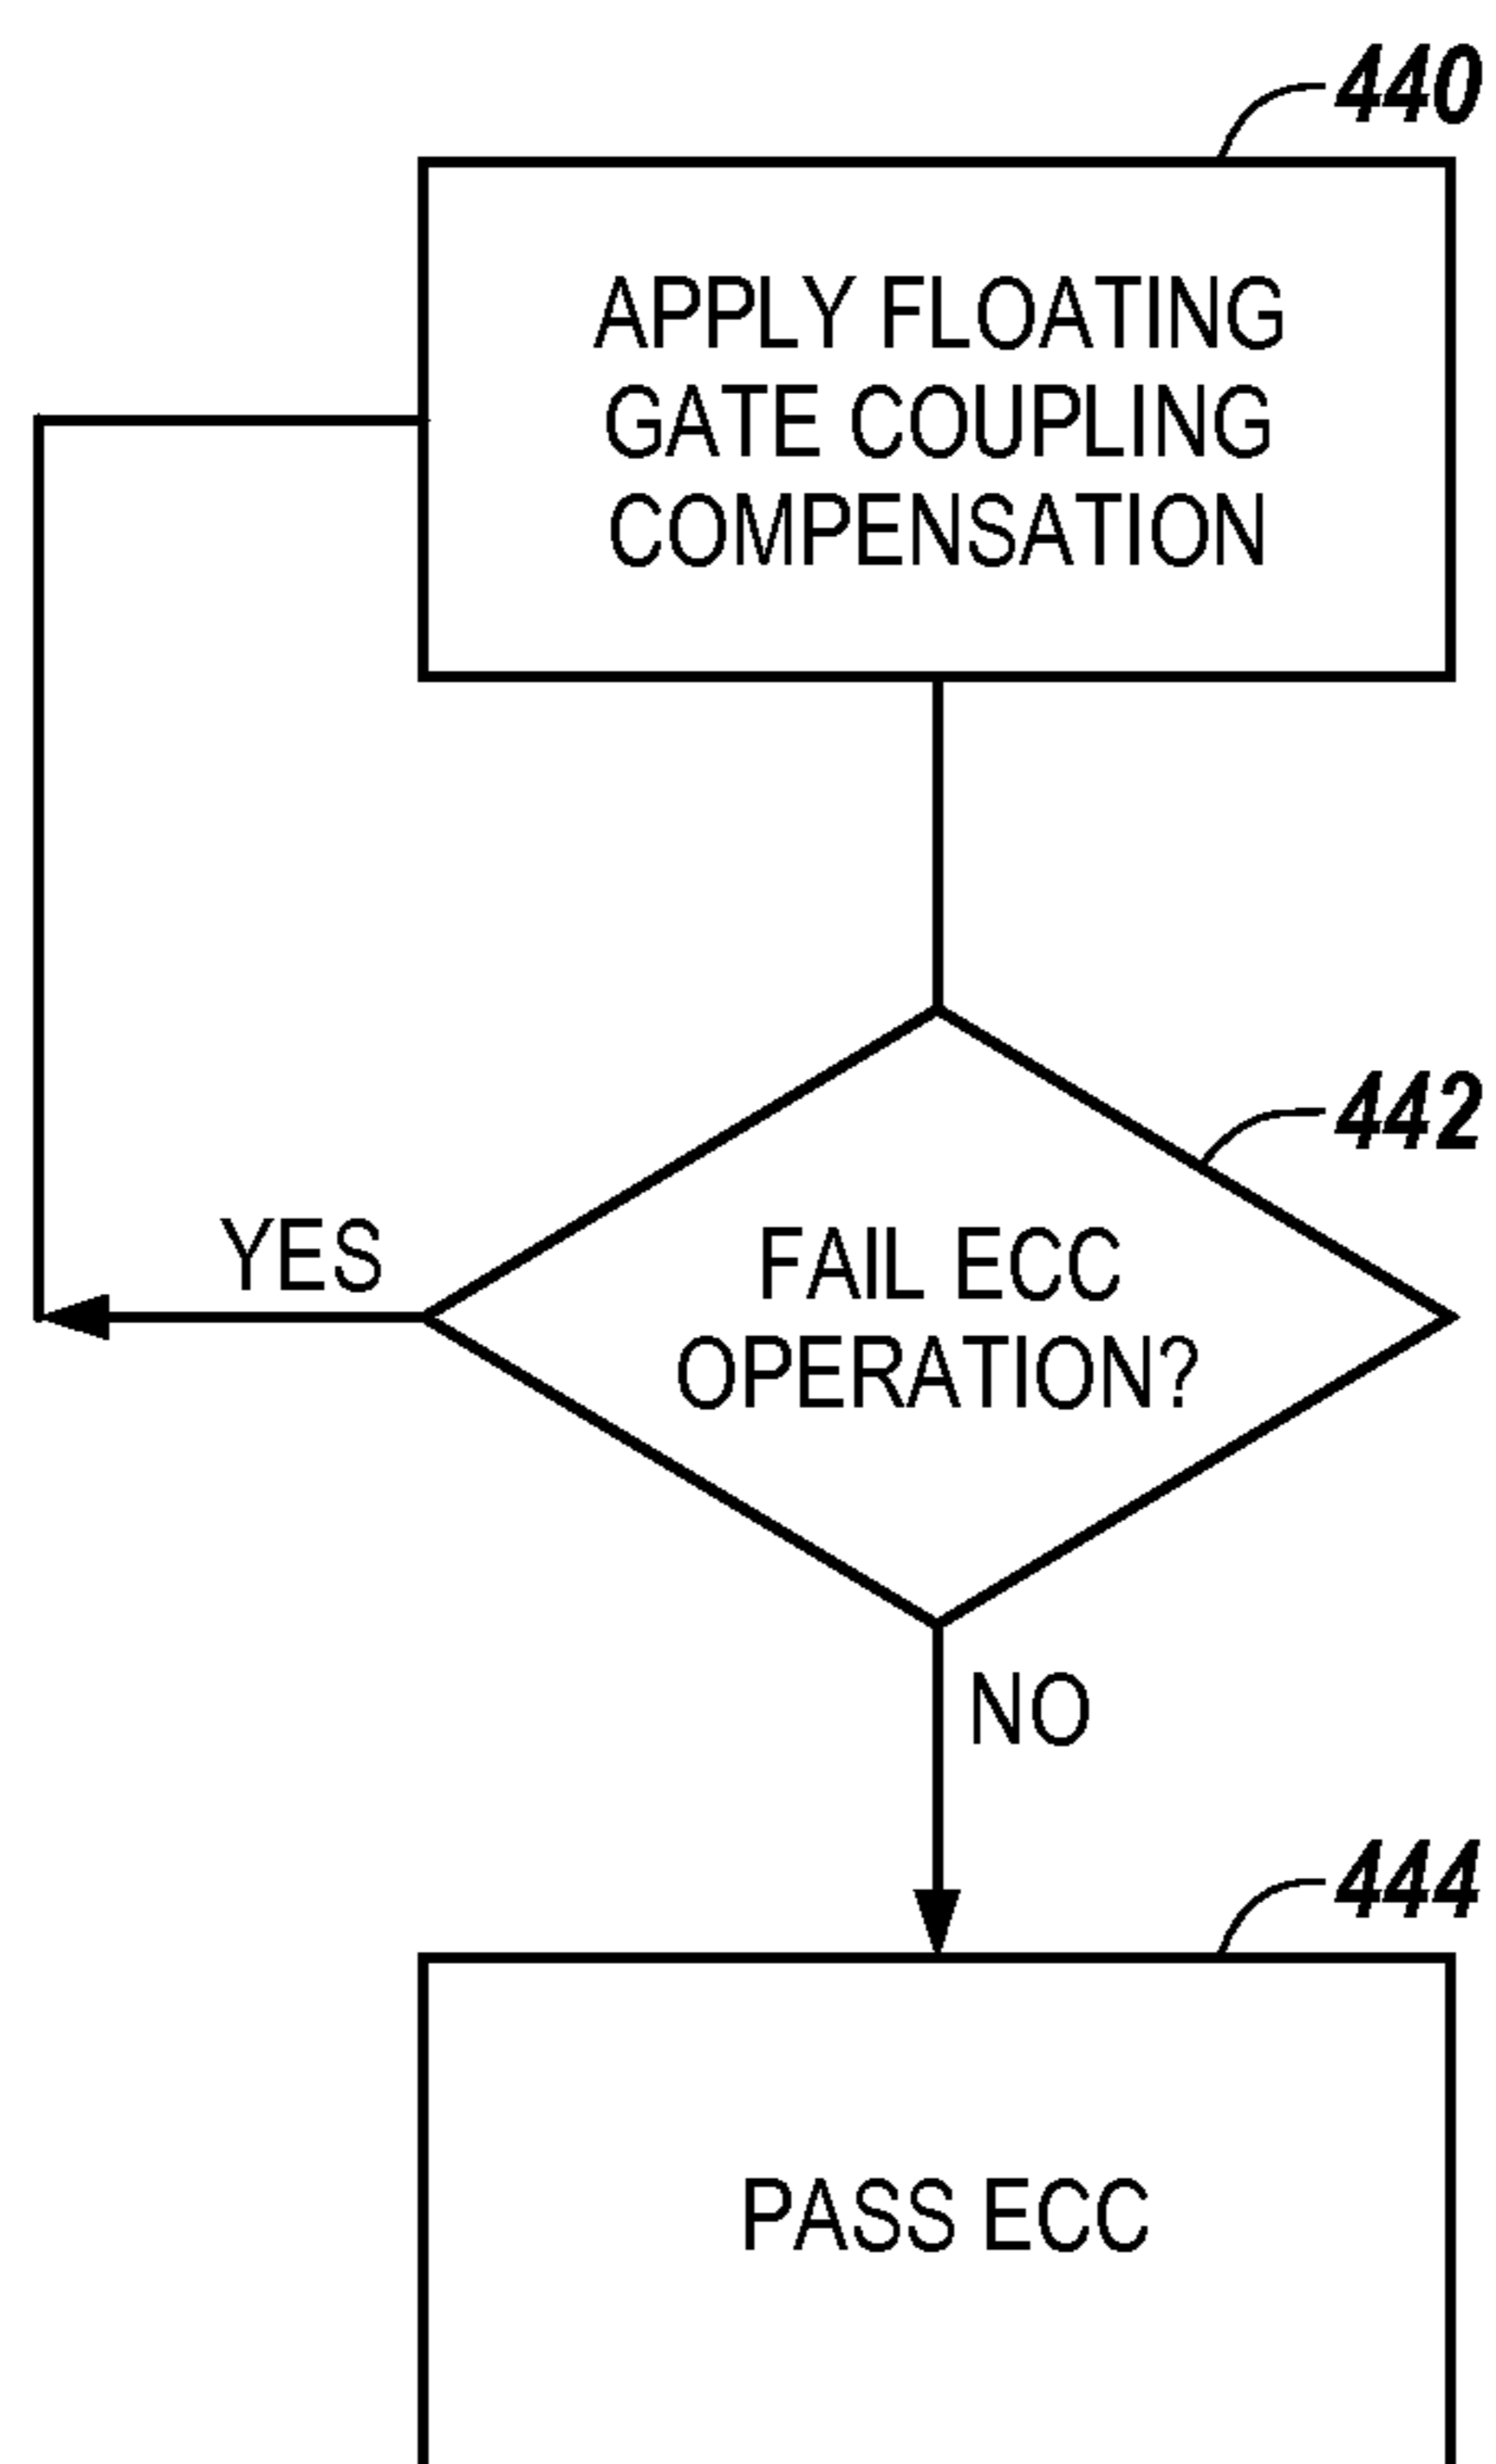 440
APPLY FLOATING
GATE COUPLING
COMPENSATION
442
FAIL ECC
OPERATION?
YES
NO
444
PASS ECC